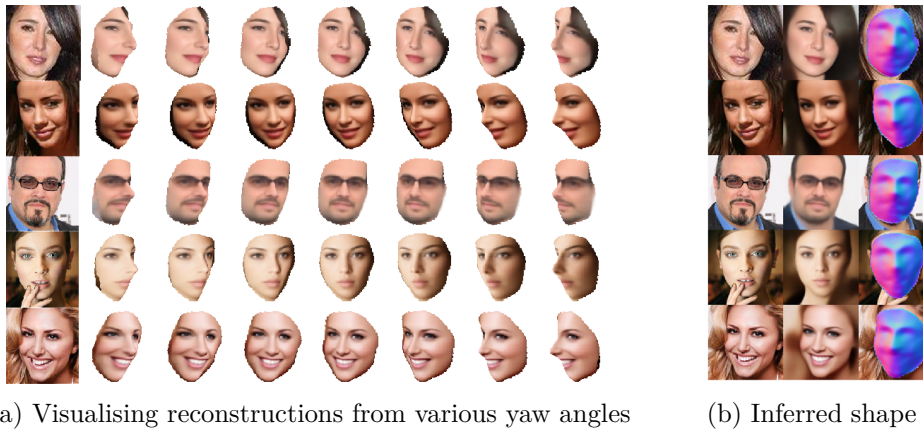 a) Visualising reconstructions from various yaw angles
(b) Inferred shape